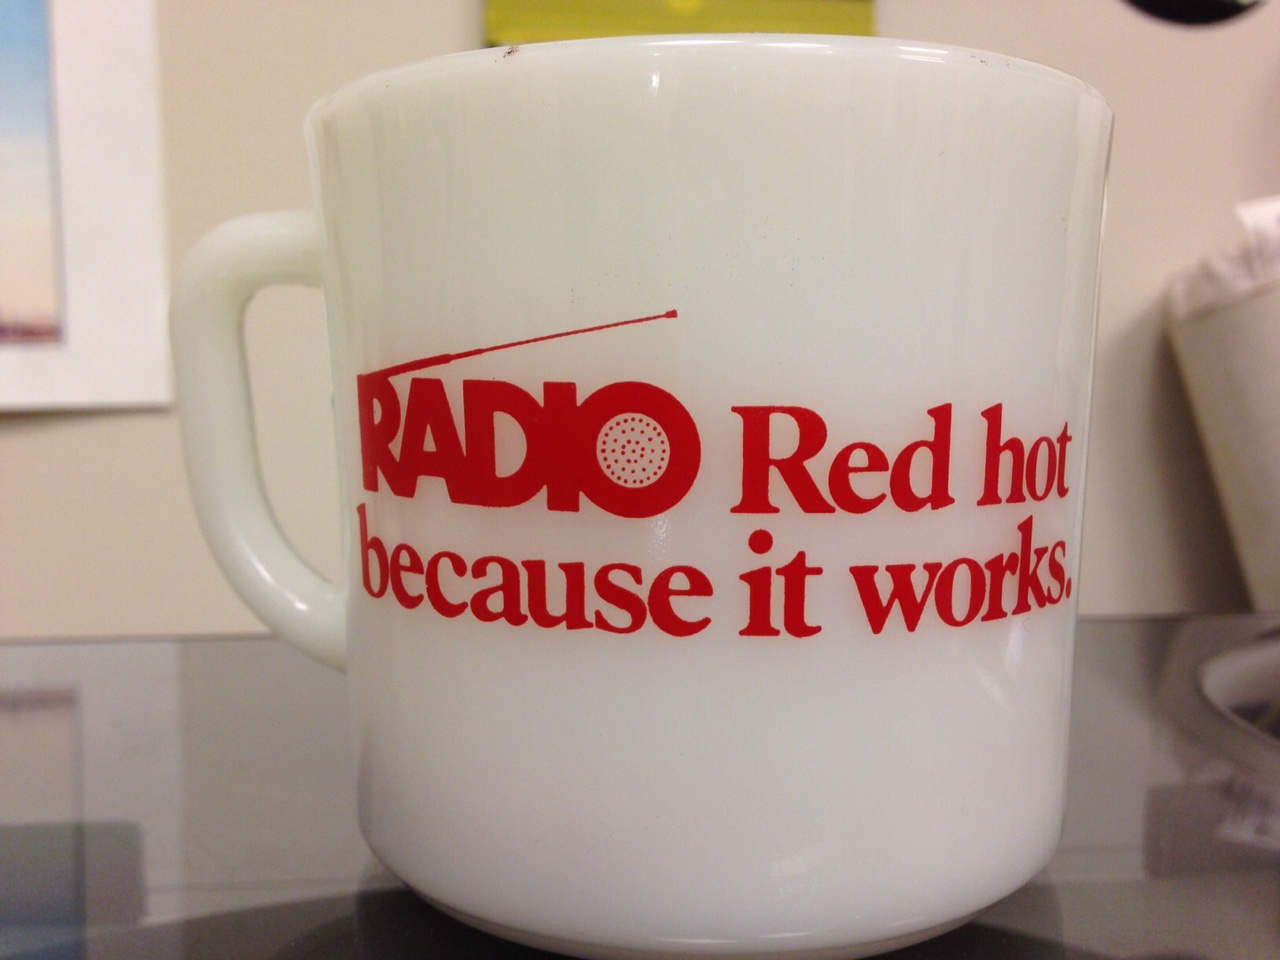 RADIO Red hot
because it works.